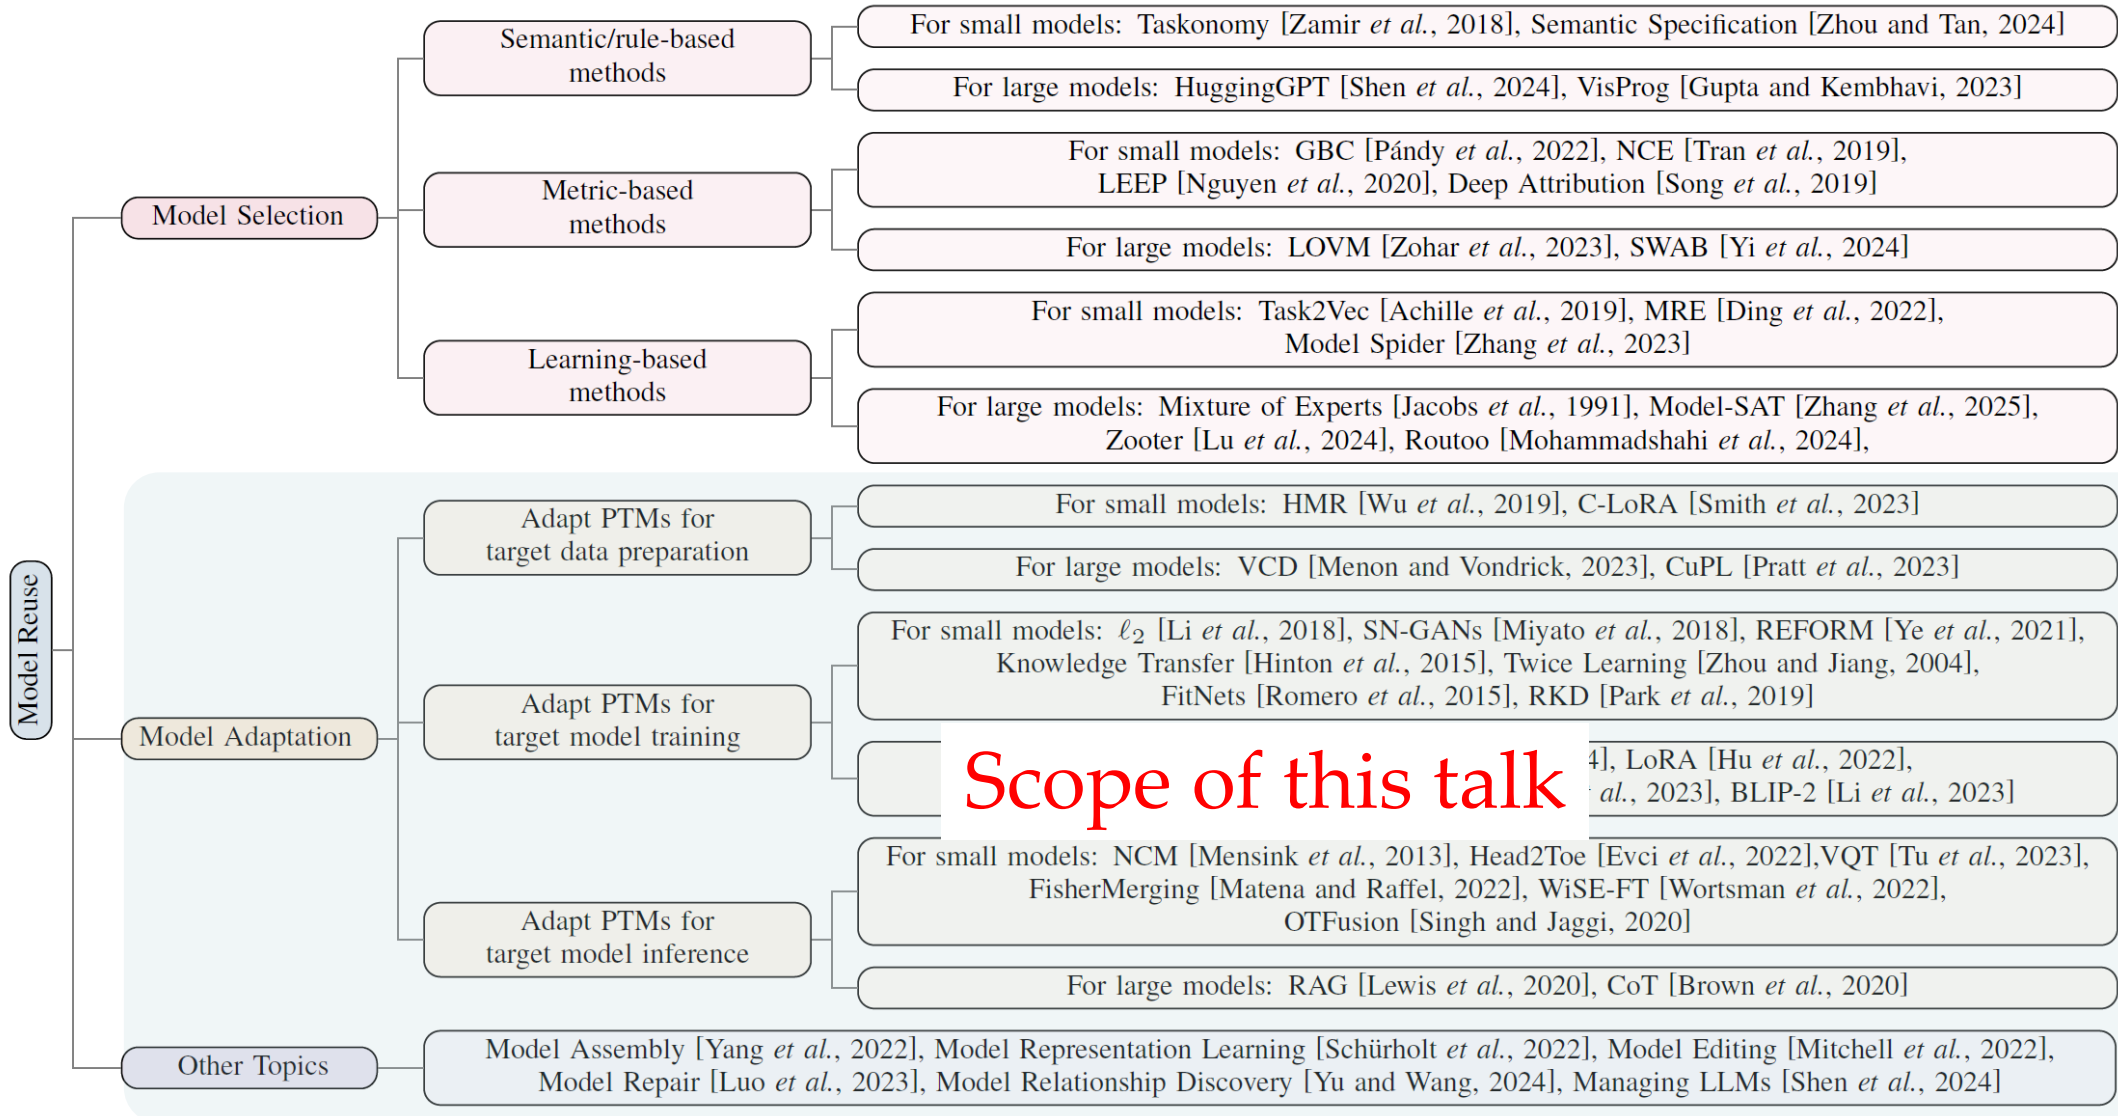 Model Reuse
Model Selection
Semantic/rule-based
methods
For small models: Taskonomy [Zamir et al., 2018], Semantic Specification [Zhou and Tan, 2024]
For large models: HuggingGPT [Shen et al., 2024], VisProg [Gupta and Kembhavi, 2023]
Metric-based
methods
For small models: GBC [Pándy et al., 2022], NCE [Tran et al., 2019],
LEEP [Nguyen et al., 2020], Deep Attribution [Song et al., 2019]
For large models: LOVM [Zohar et al., 2023], SWAB [Yi et al., 2024]
Learning-based
methods
For small models: Task2Vec [Achille et al., 2019], MRE [Ding et al., 2022],
Model Spider [Zhang et al., 2023]
For large models: Mixture of Experts [Jacobs et al., 1991], Model-SAT [Zhang et al., 2025],
Zooter [Lu et al., 2024], Routoo [Mohammadshahi et al., 2024],
Model Adaptation
Adapt PTMs for
target data preparation
For small models: HMR [Wu et al., 2019], C-LoRA [Smith et al., 2023]
For large models: VCD [Menon and Vondrick, 2023], CuPL [Pratt et al., 2023]
Adapt PTMs for
target model training
For small models: ℓ2 [Li et al., 2018], SN-GANs [Miyato et al., 2018], REFORM [Ye et al., 2021],
Knowledge Transfer [Hinton et al., 2015], Twice Learning [Zhou and Jiang, 2004],
FitNets [Romero et al., 2015], RKD [Park et al., 2019]
Scope of this talk
4], LoRA [Hu et al., 2022],
al., 2023], BLIP-2 [Li et al., 2023]
Adapt PTMs for
target model inference
For small models: NCM [Mensink et al., 2013], Head2Toe [Evci et al., 2022],VQT [Tu et al., 2023],
FisherMerging [Matena and Raffel, 2022], WiSE-FT [Wortsman et al., 2022],
OTFusion [Singh and Jaggi, 2020]
For large models: RAG [Lewis et al., 2020], CoT [Brown et al., 2020]
Other Topics
Model Assembly [Yang et al., 2022], Model Representation Learning [Schürholt et al., 2022], Model Editing [Mitchell et al., 2022],
Model Repair [Luo et al., 2023], Model Relationship Discovery [Yu and Wang, 2024], Managing LLMs [Shen et al., 2024]